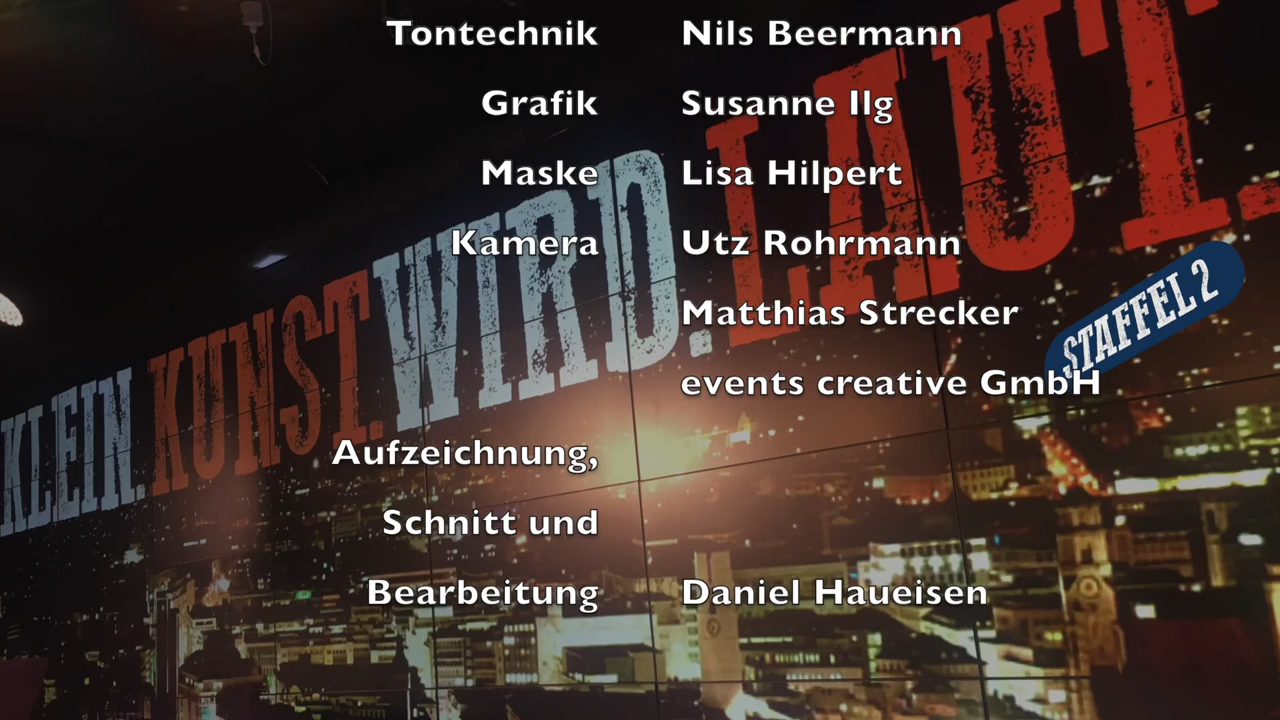 Tontechnik Nils Beermann
Grafik Susanne Ilg
Maske Lisa Hilpert
Kamera Utz Rohrmann
Matthias Strecker
events creative GmbH
Aufzeichnung,
Schnitt und
Bearbeitung Daniel Haueisen
KLEIN.KUNST.WIRD.LAUT.
STAFFEL 2